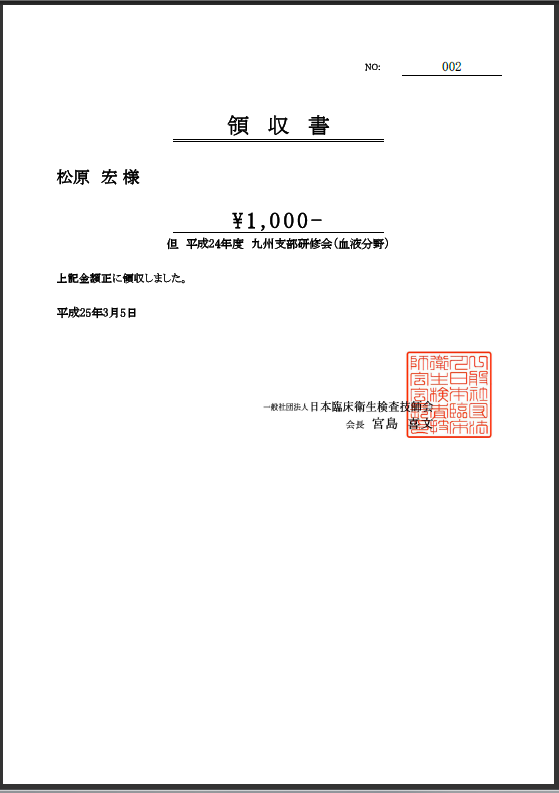 NO: 002
領 収 書
松原 宏 様
¥1,000-
但 平成24年度 九州支部研修会(血液分野)
上記金額正に領収しました。
平成25年3月5日
一般社団法人 日本臨床衛生検査技師会
会長 宮島 喜文